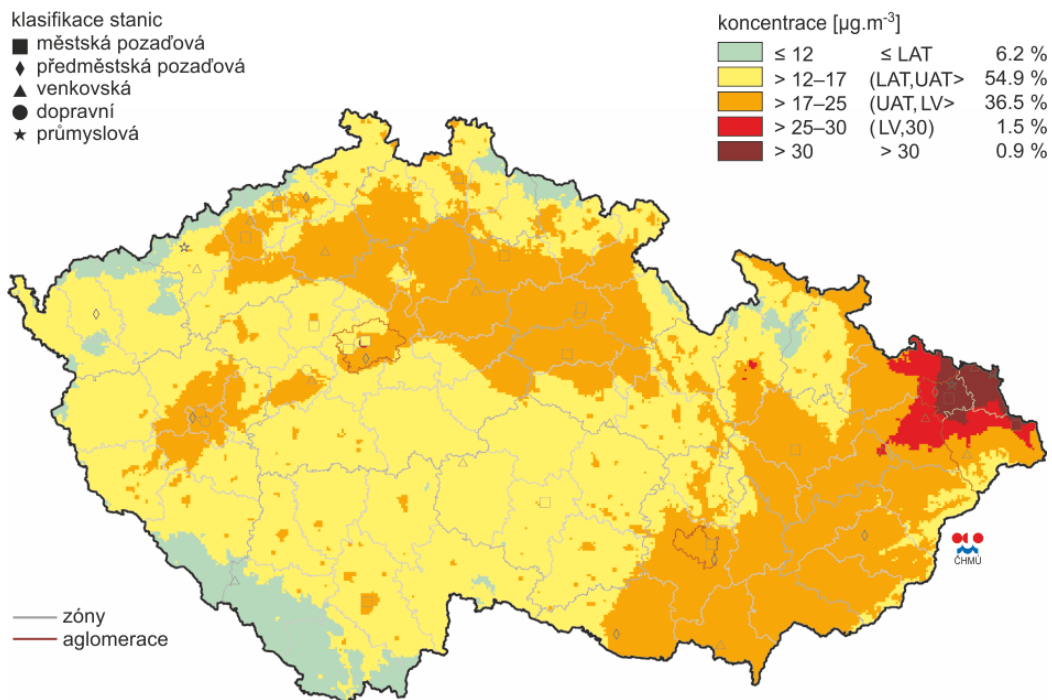 klasifikace stanic
městská pozaďová
předměstská pozaďová
venkovská
dopravní
průmyslová
koncentrace [µg.m⁻³]
≤ 12 ≤ LAT 6.2 %
> 12–17 (LAT,UAT> 54.9 %
> 17–25 (UAT, LV> 36.5 %
> 25–30 (LV,30) 1.5 %
> 30 > 30 0.9 %
ČHMÚ
zóny
aglomerace